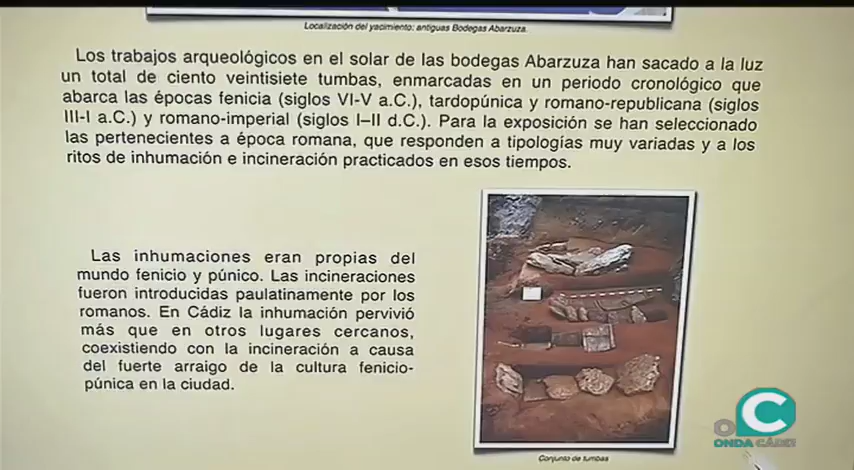 Localización del yacimiento: antiguas Bodegas Abarzuza.
Los trabajos arqueológicos en el solar de las bodegas Abarzuza han sacado a la luz
un total de ciento veintisiete tumbas, enmarcadas en un periodo cronológico que
abarca las épocas fenicia (siglos VI-V a.C.), tardopúnica y romano-republicana (siglos
III-I a.C.) y romano-imperial (siglos I–II d.C.). Para la exposición se han seleccionado
las pertenecientes a época romana, que responden a tipologías muy variadas y a los
ritos de inhumación e incineración practicados en esos tiempos.
Las inhumaciones eran propias del
mundo fenicio y púnico. Las incineraciones
fueron introducidas paulatinamente por los
romanos. En Cádiz la inhumación pervivió
más que en otros lugares cercanos,
coexistiendo con la incineración a causa
del fuerte arraigo de la cultura fenicio-
púnica en la ciudad.
Conjunto de tumbas
OC
ONDA CÁDIZ